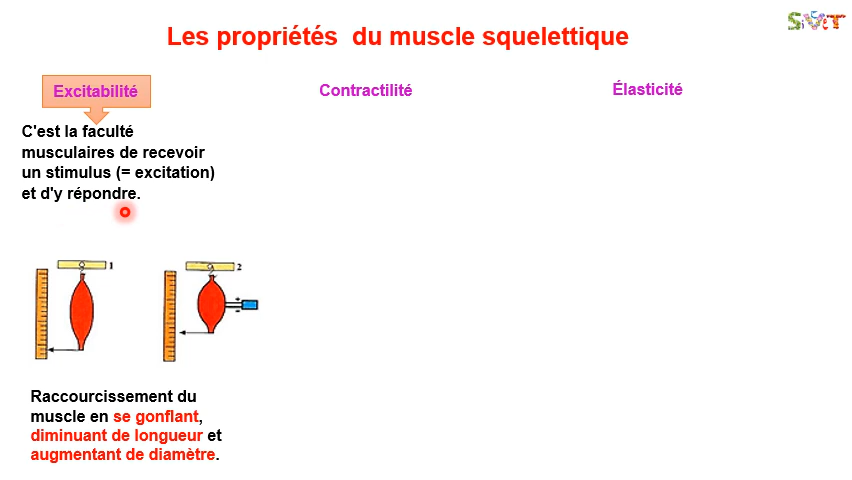 SiVcT
Les propriétés du muscle squelettique
Excitabilité
Contractilité
Élasticité
C'est la faculté
musculaires de recevoir
un stimulus (= excitation)
et d'y répondre.
1
2
Raccourcissement du
muscle en se gonflant,
diminuant de longueur et
augmentant de diamètre.